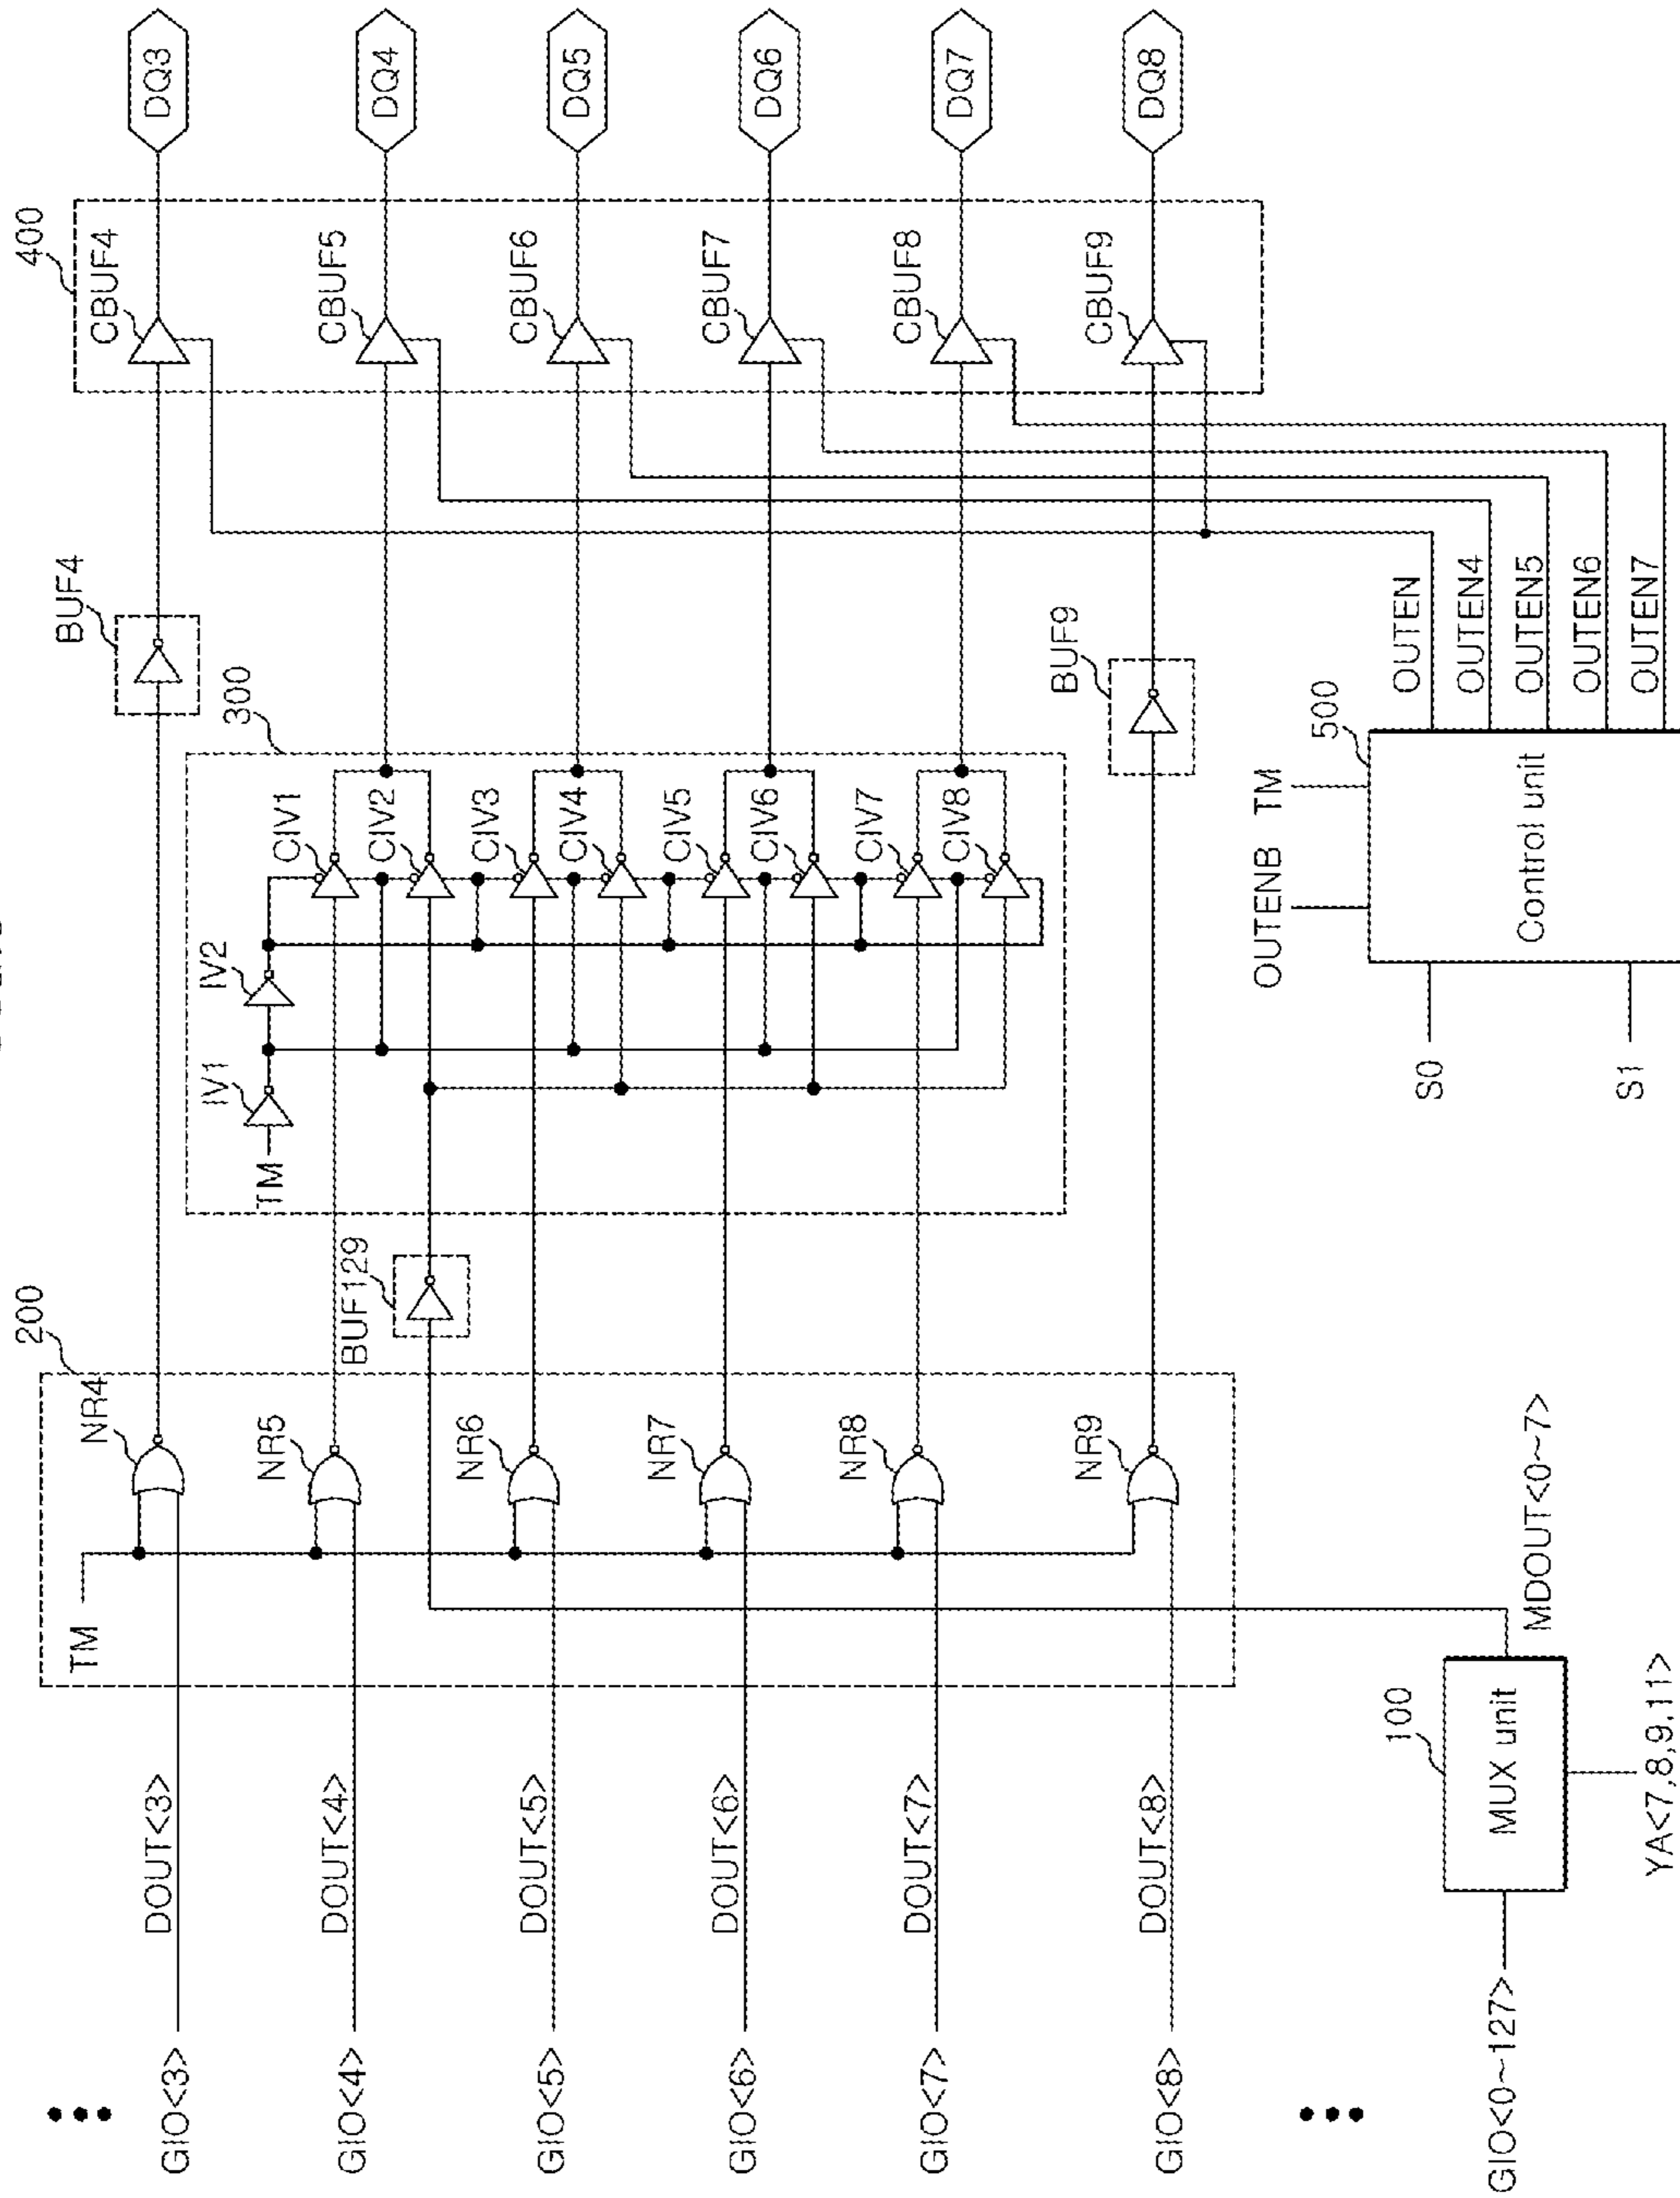 400
DQ3
CBUF4
BUF4
200
NR4
DOUT<3>
GIO<3>
TM
DQ4
CBUF5
300
CIV1
CIV2
IV2
IV1
TM
BUF129
NR5
DOUT<4>
GIO<4>
DQ5
CBUF6
CIV3
CIV4
NR6
DOUT<5>
GIO<5>
DQ6
CBUF7
CIV5
CIV6
NR7
DOUT<6>
GIO<6>
DQ7
CBUF8
CIV7
CIV8
NR8
DOUT<7>
GIO<7>
DQ8
CBUF9
BUF9
NR9
DOUT<8>
GIO<8>
OUTENB TM
500
Control unit
S0
S1
OUTEN
OUTEN4
OUTEN5
OUTEN6
OUTEN7
100
MUX unit
MDOUT<0~7>
GIO<0~127>
YA<7,8,9,11>